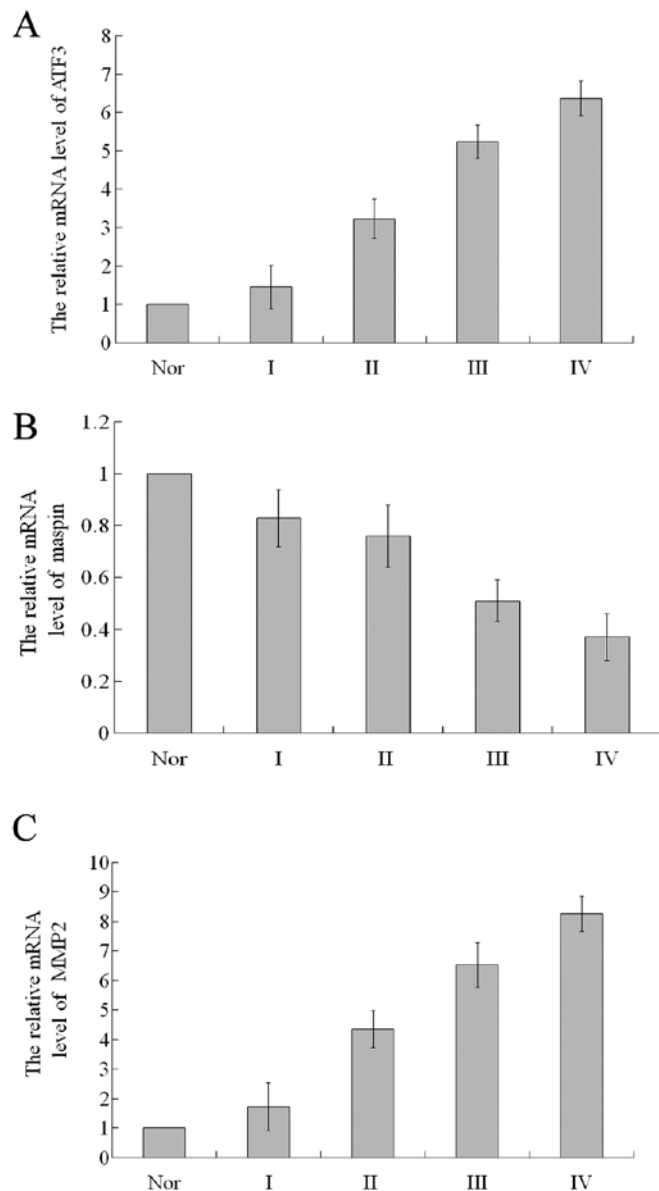 A
The relative mRNA level of ATF3
8
7
6
5
4
3
2
1
0
Nor I II III IV
B
The relative mRNA
level of maspin
1.2
1
0.8
0.6
0.4
0.2
0
Nor I II III IV
C
The relative mRNA
level of MMP2
10
9
8
7
6
5
4
3
2
1
0
Nor I II III IV